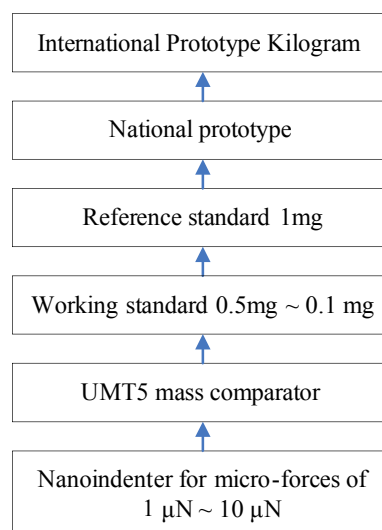 International Prototype Kilogram
National prototype
Reference standard 1mg
Working standard 0.5mg ~ 0.1 mg
UMT5 mass comparator
Nanoindenter for micro-forces of
1 μN ~ 10 μN